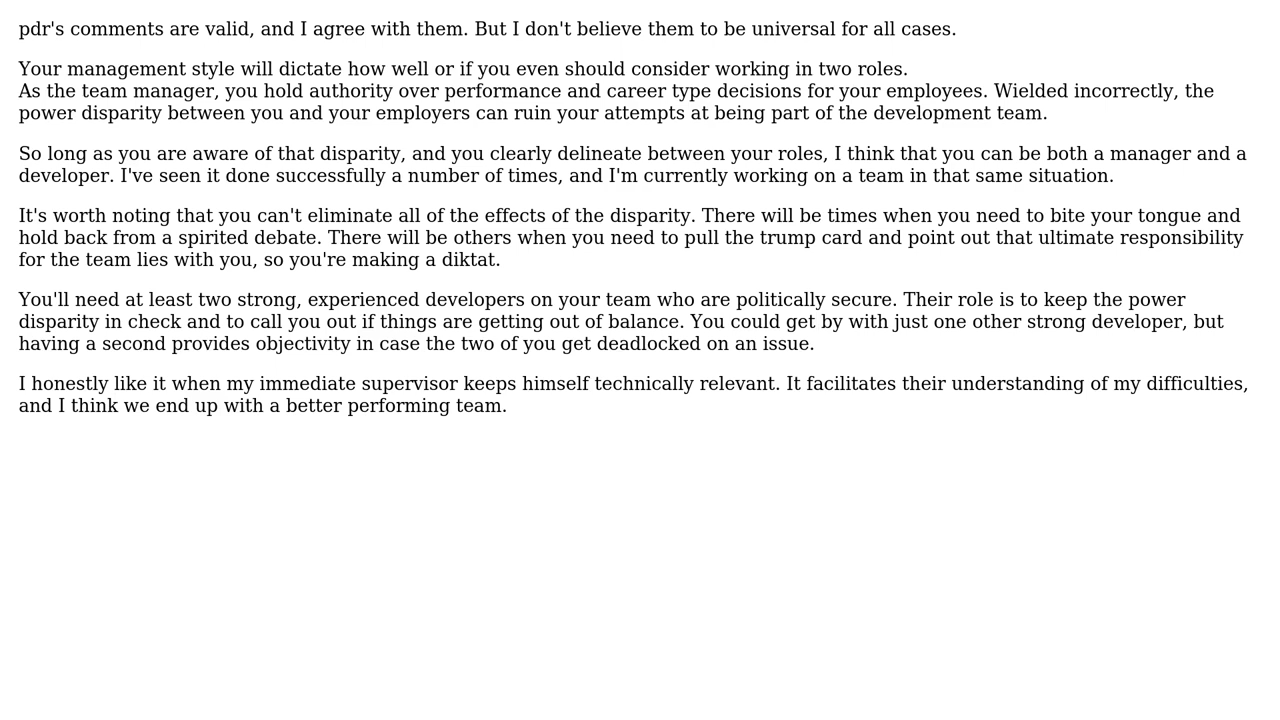 pdr's comments are valid, and I agree with them. But I don't believe them to be universal for all cases.
Your management style will dictate how well or if you even should consider working in two roles.
As the team manager, you hold authority over performance and career type decisions for your employees. Wielded incorrectly, the
power disparity between you and your employers can ruin your attempts at being part of the development team.
So long as you are aware of that disparity, and you clearly delineate between your roles, I think that you can be both a manager and a
developer. I've seen it done successfully a number of times, and I'm currently working on a team in that same situation.
It's worth noting that you can't eliminate all of the effects of the disparity. There will be times when you need to bite your tongue and
hold back from a spirited debate. There will be others when you need to pull the trump card and point out that ultimate responsibility
for the team lies with you, so you're making a diktat.
You'll need at least two strong, experienced developers on your team who are politically secure. Their role is to keep the power
disparity in check and to call you out if things are getting out of balance. You could get by with just one other strong developer, but
having a second provides objectivity in case the two of you get deadlocked on an issue.
I honestly like it when my immediate supervisor keeps himself technically relevant. It facilitates their understanding of my difficulties,
and I think we end up with a better performing team.